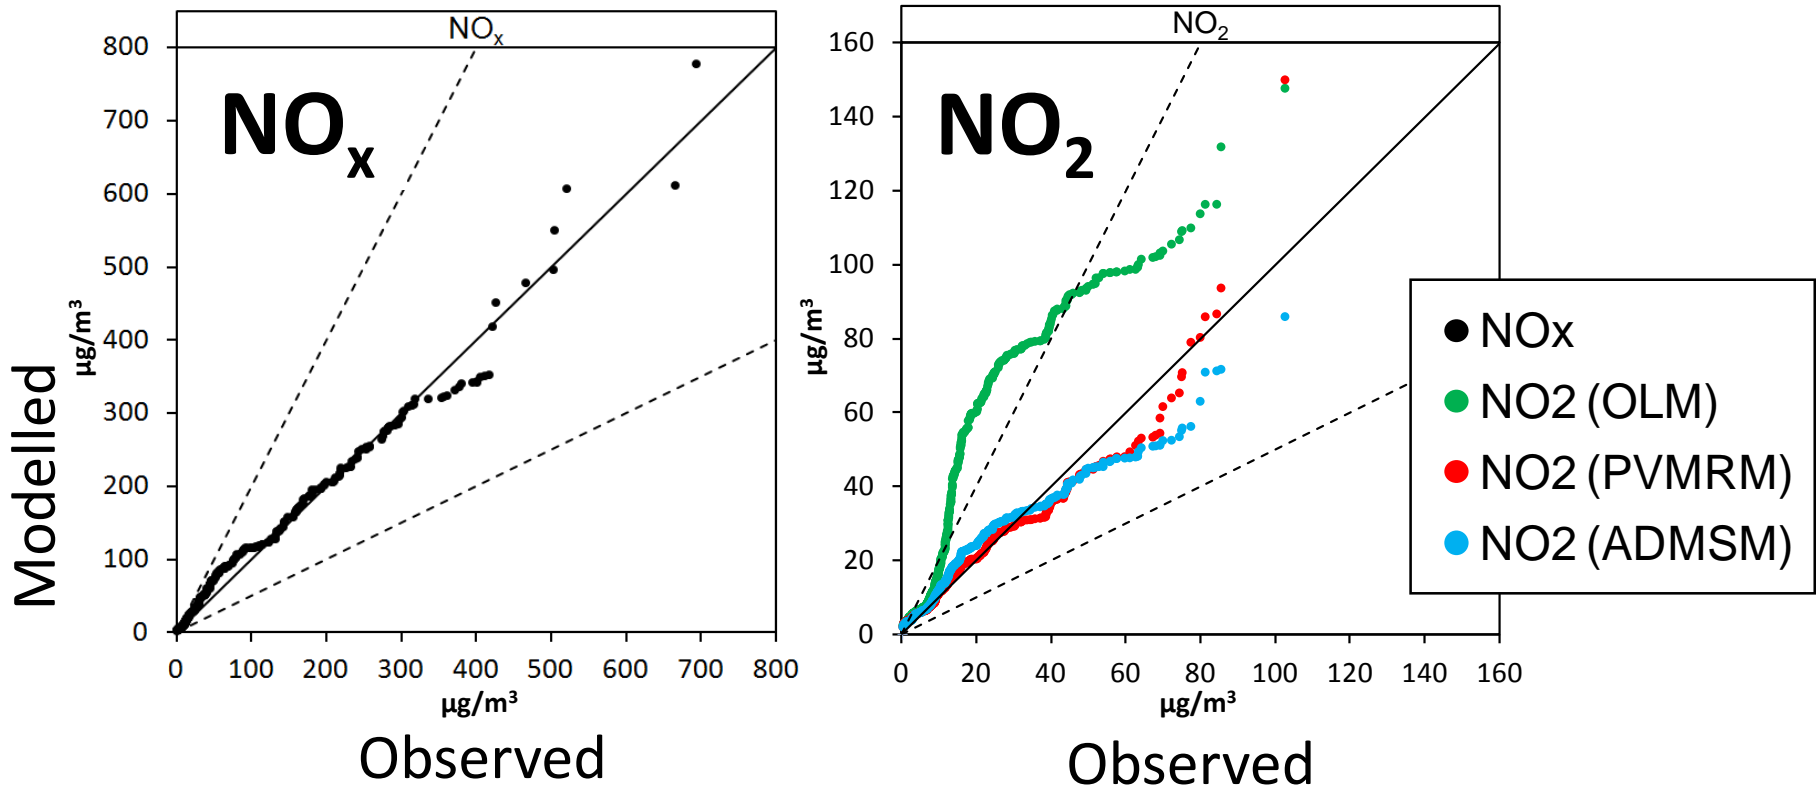 NOx
NOx
800
700
600
500
400
300
200
100
0
µg/m³
Modelled
0 100 200 300 400 500 600 700 800
µg/m³
Observed
NO2
NO2
160
140
120
100
80
60
40
20
0
µg/m³
0 20 40 60 80 100 120 140 160
µg/m³
Observed
NOx
NO2 (OLM)
NO2 (PVMRM)
NO2 (ADMSM)